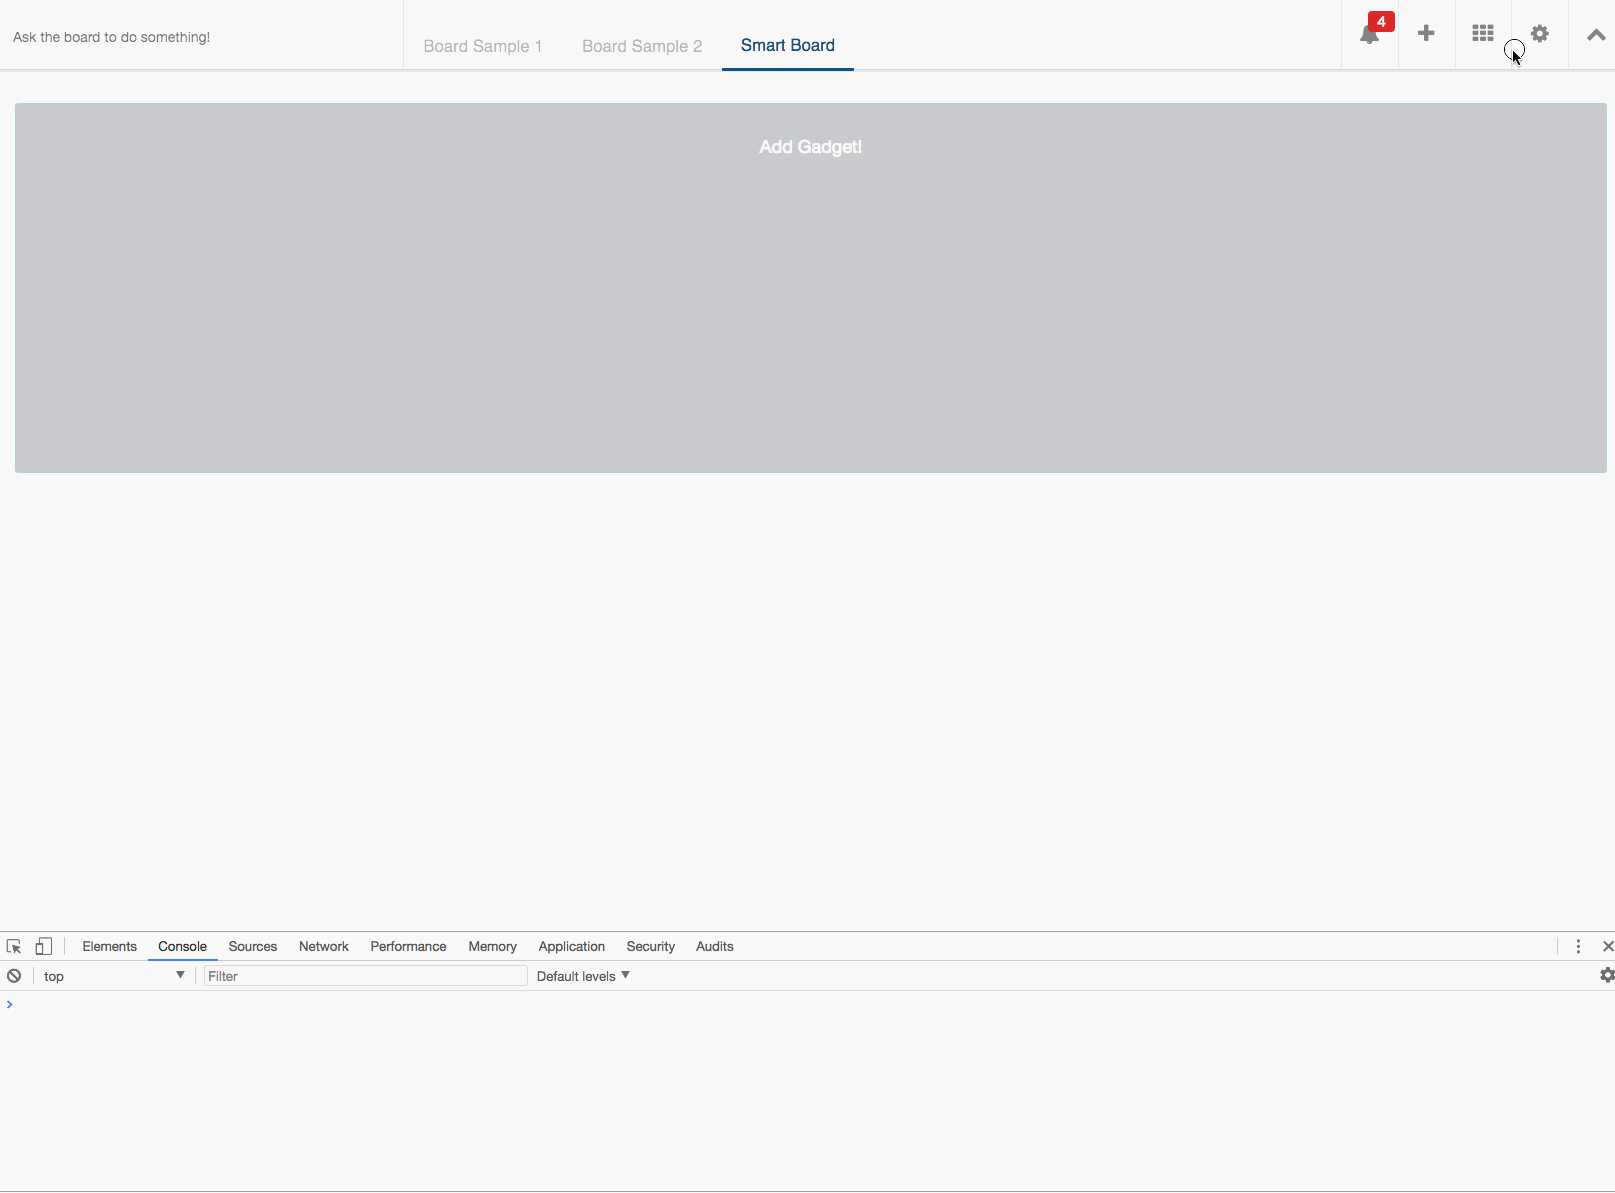 Ask the board to do something!
Board Sample 1
Board Sample 2
Smart Board
4
Add Gadget!
Elements
Console
Sources
Network
Performance
Memory
Application
Security
Audits
top
Filter
Default levels